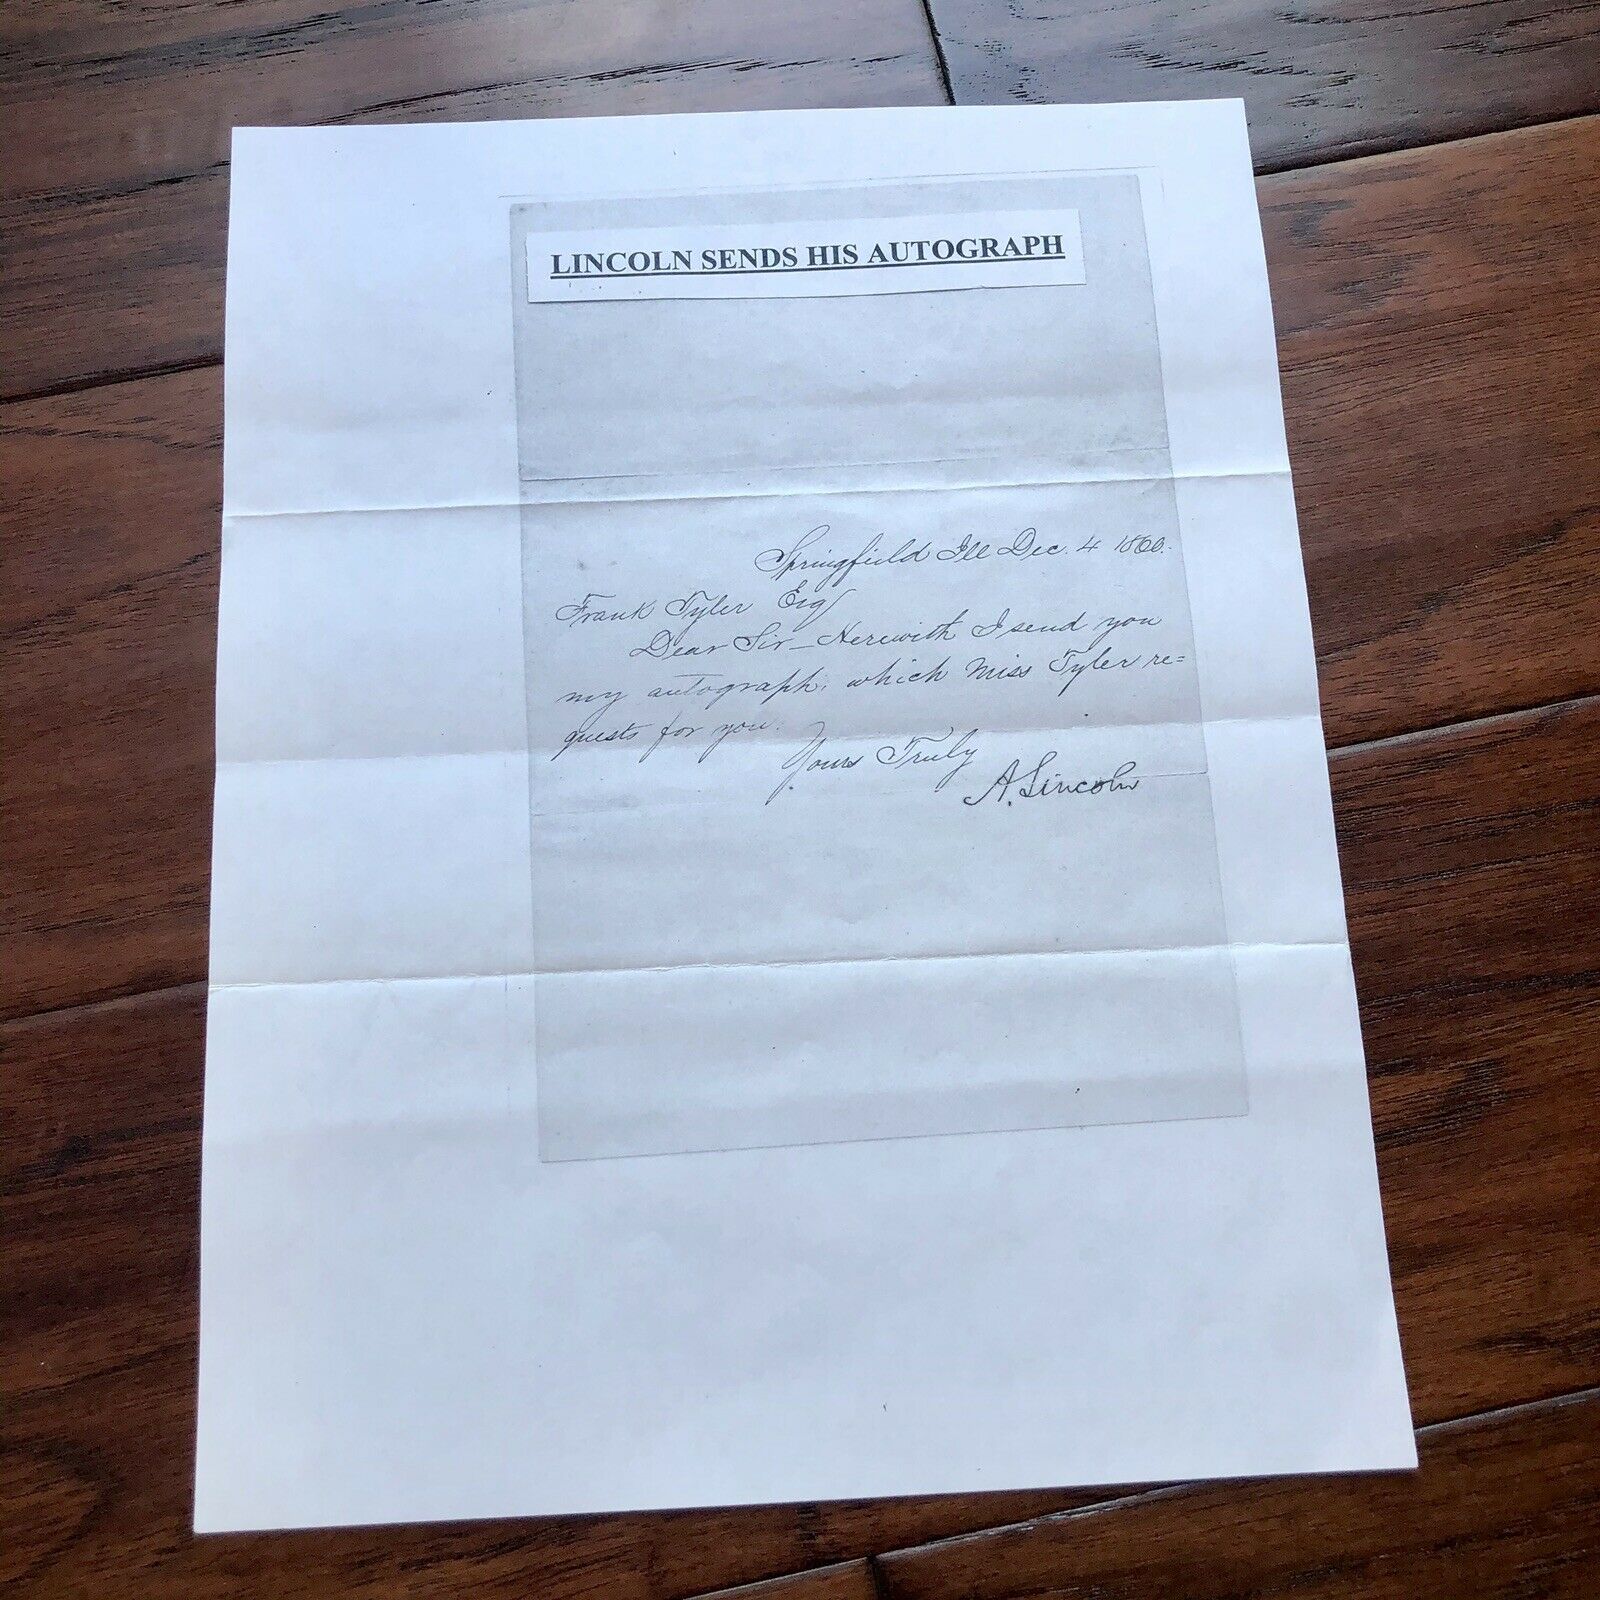 LINCOLN SENDS HIS AUTOGRAPH
Springfield Ill Dec. 4 1860.
Frank Tyler Esq
Dear Sir_Herewith I send you
my autograph, which Miss Tyler re=
quests for you.
Yours Truly
A. Lincoln